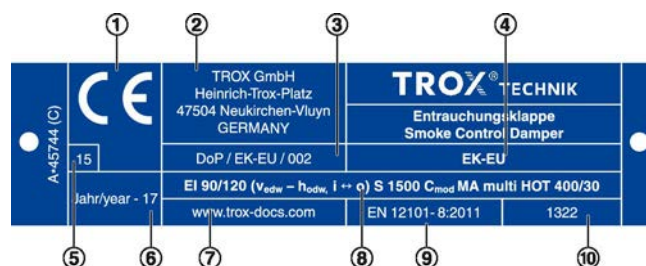 ① ② ③ ④
A•45744 (C)
CE
TROX GmbH
Heinrich-Trox-Platz
47504 Neukirchen-Vluyn
GERMANY
TROX® TECHNIK
Entrauchungsklappe
Smoke Control Damper
15
DoP / EK-EU / 002
EK-EU
Jahr/year - 17
EI 90/120 (vedw – hodw, i ↔ o) S 1500 Cmod MA multi HOT 400/30
www.trox-docs.com
EN 12101- 8:2011
1322
⑤ ⑥ ⑦ ⑧ ⑨ ⑩